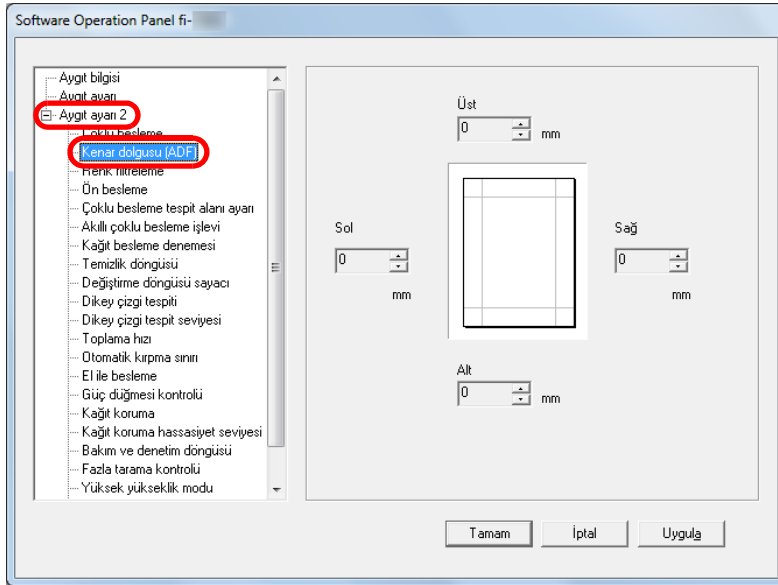 Software Operation Panel fi-
Aygıt bilgisi
Aygıt ayarı
Aygıt ayarı 2
Çoklu besleme
Kenar dolgusu (ADF)
Renk filtreleme
Ön besleme
Çoklu besleme tespit alanı ayarı
Akıllı çoklu besleme işlevi
Kağıt besleme denemesi
Temizlik döngüsü
Değiştirme döngüsü sayacı
Dikey çizgi tespiti
Dikey çizgi tespit seviyesi
Toplama hızı
Otomatik kırpma sınırı
El ile besleme
Güç düğmesi kontrolü
Kağıt koruma
Kağıt koruma hassasiyet seviyesi
Bakım ve denetim döngüsü
Fazla tarama kontrolü
Yüksek yükseklik modu
Üst
0 mm
Sol
0
mm
Sağ
0
mm
Alt
0 mm
Tamam İptal Uygula